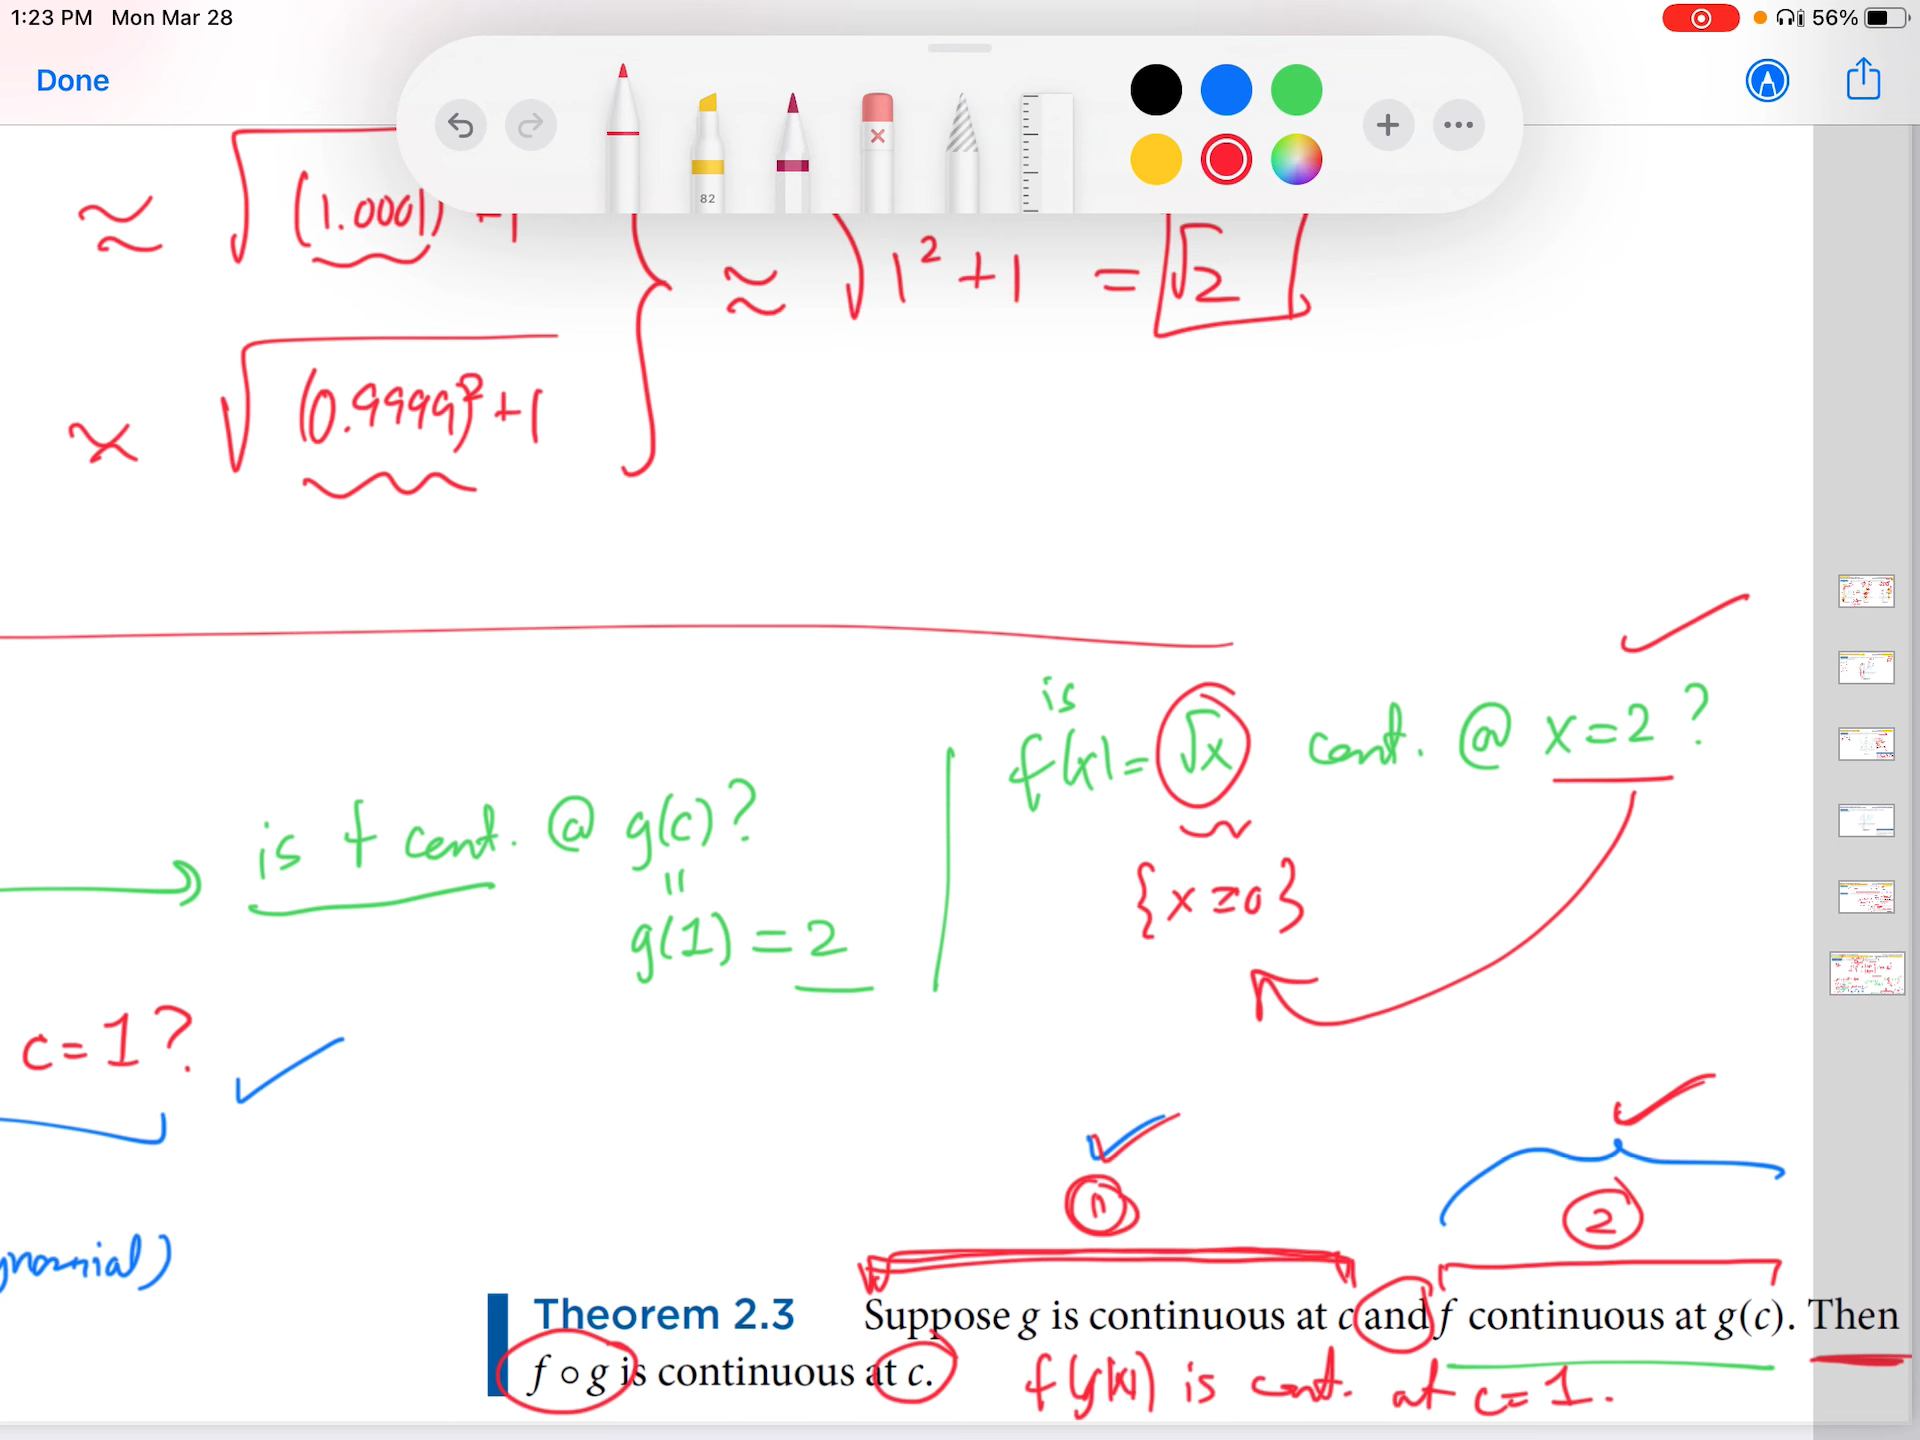 1:23 PM Mon Mar 28
56%
Done
82
≈ √(1.0001) +1
≈ √1² +1 = √2
≈ √(0.9999)² +1
is
f(x) = √x cont. @ x=2 ?
is f cont. @ g(c)?
"
g(1) = 2
{x ≥0}
c=1?
1
2
ynomial)
Theorem 2.3 Suppose g is continuous at c and f continuous at g(c). Then
f ∘ g is continuous at c.
f(g(x)) is cont. at c=1.